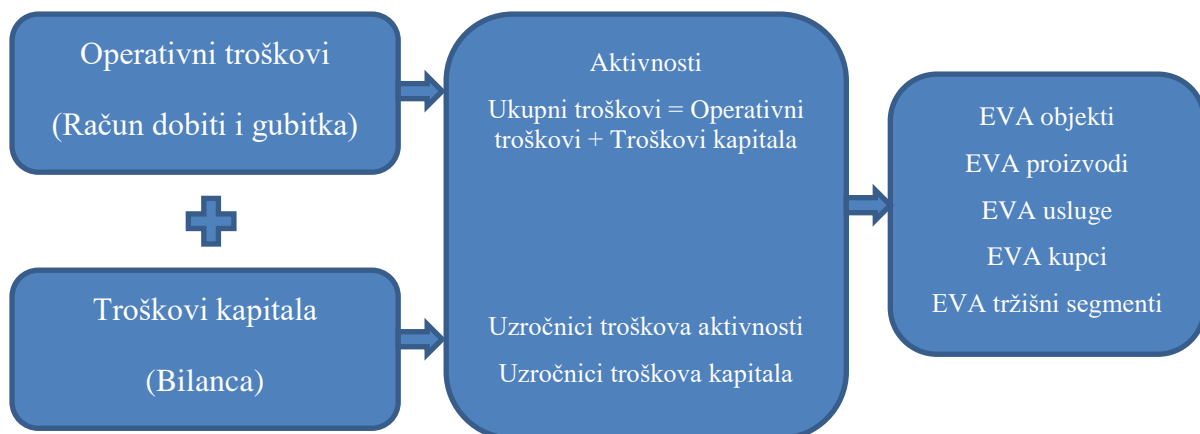 Operativni troškovi
(Račun dobiti i gubitka)
Troškovi kapitala
(Bilanca)
Aktivnosti
Ukupni troškovi = Operativni
troškovi + Troškovi kapitala
Uzročnici troškova aktivnosti
Uzročnici troškova kapitala
EVA objekti
EVA proizvodi
EVA usluge
EVA kupci
EVA tržišni segmenti